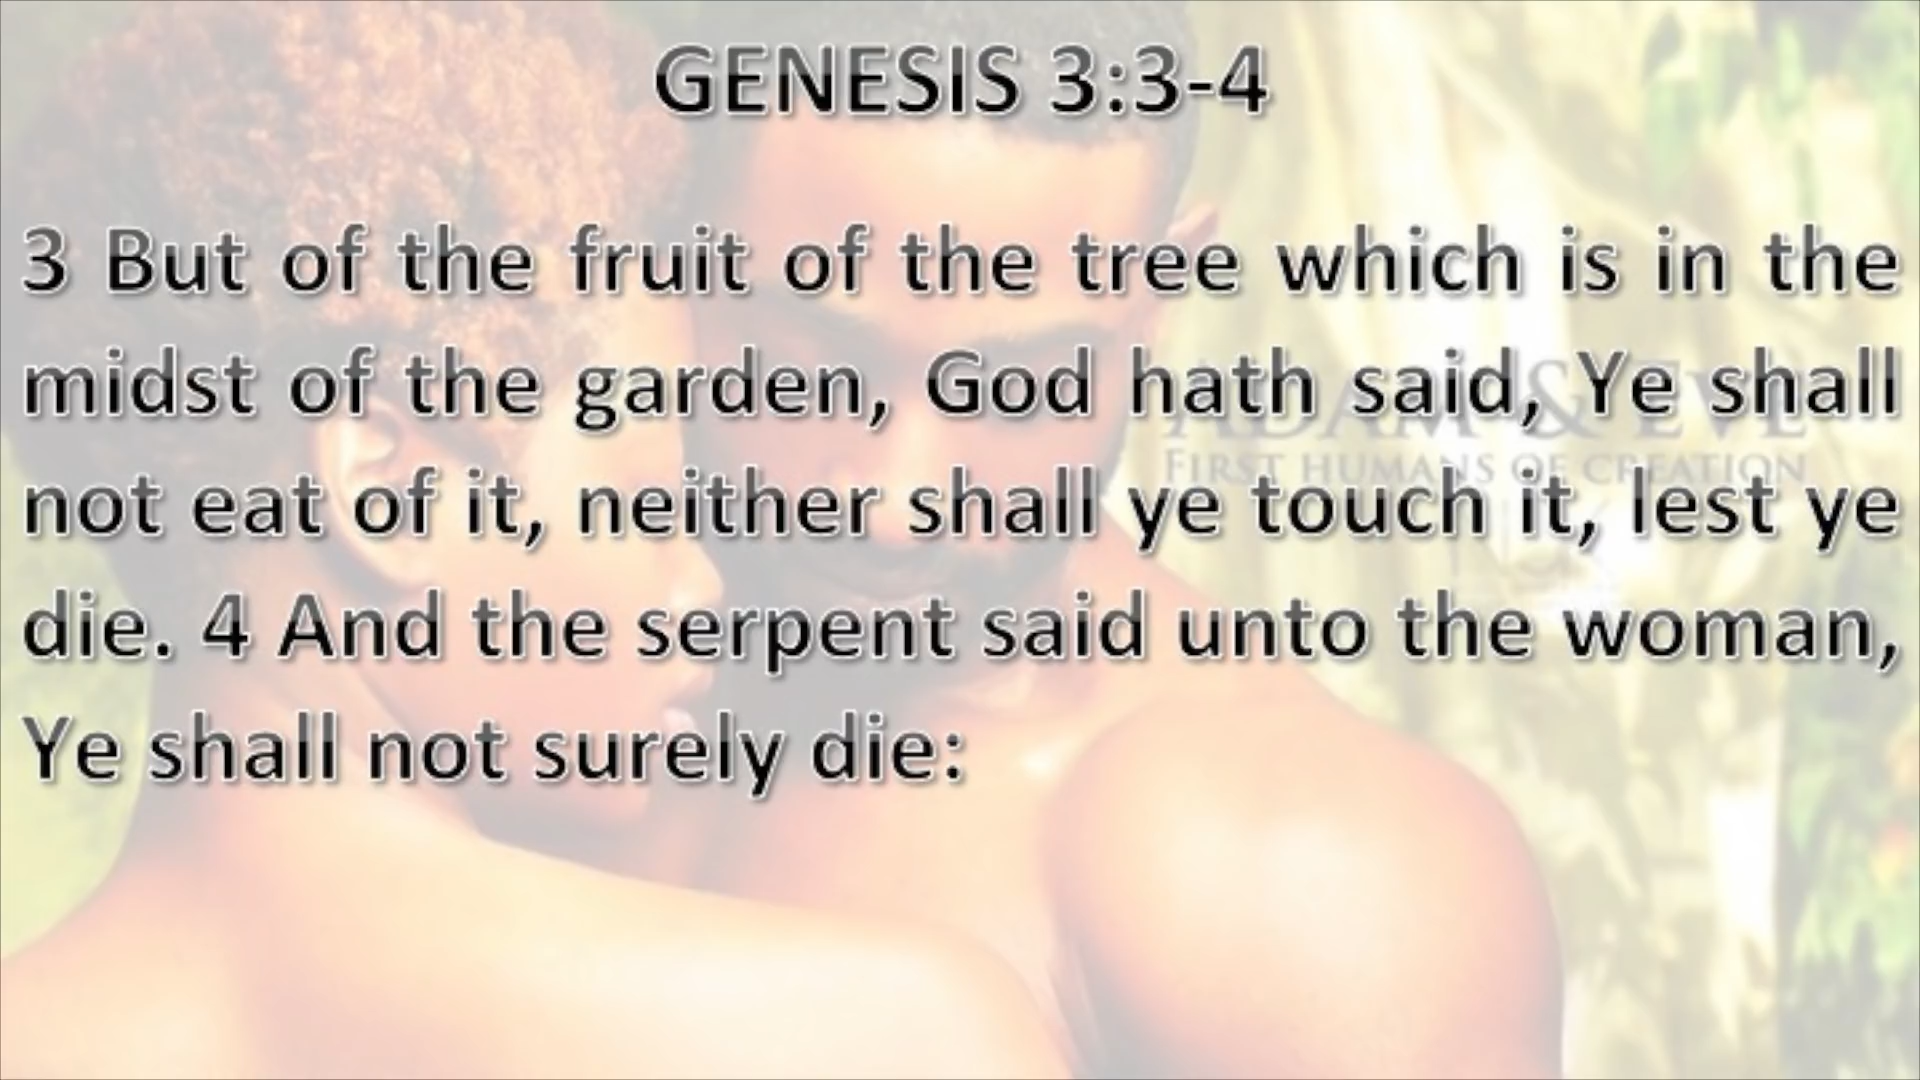 GENESIS 3:3-4
3 But of the fruit of the tree which is in the
midst of the garden, God hath said, Ye shall
ADAM & EVE
FIRST HUMANS OF CREATION
not eat of it, neither shall ye touch it, lest ye
die. 4 And the serpent said unto the woman,
Ye shall not surely die: